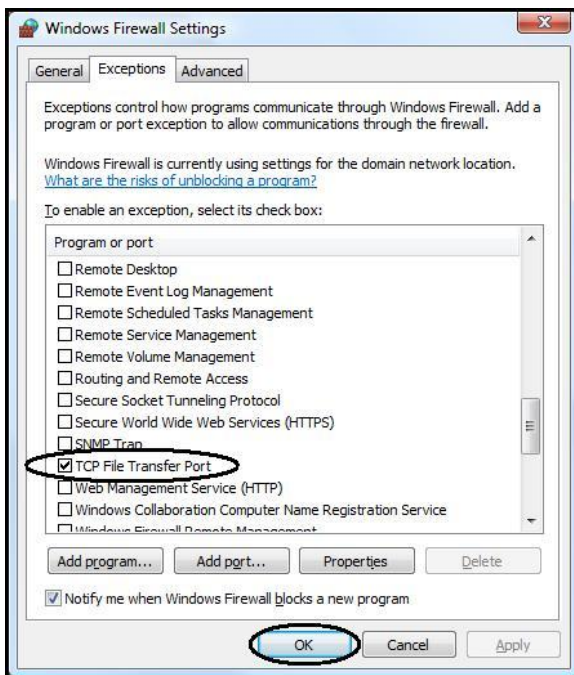 Windows Firewall Settings
General Exceptions Advanced
Exceptions control how programs communicate through Windows Firewall. Add a
program or port exception to allow communications through the firewall.
Windows Firewall is currently using settings for the domain network location.
What are the risks of unblocking a program?
To enable an exception, select its check box:
Program or port
Remote Desktop
Remote Event Log Management
Remote Scheduled Tasks Management
Remote Service Management
Remote Volume Management
Routing and Remote Access
Secure Socket Tunneling Protocol
Secure World Wide Web Services (HTTPS)
SNMP Trap
TCP File Transfer Port
Web Management Service (HTTP)
Windows Collaboration Computer Name Registration Service
Windows Firewall Remote Management
Add program... Add port... Properties Delete
Notify me when Windows Firewall blocks a new program
OK Cancel Apply